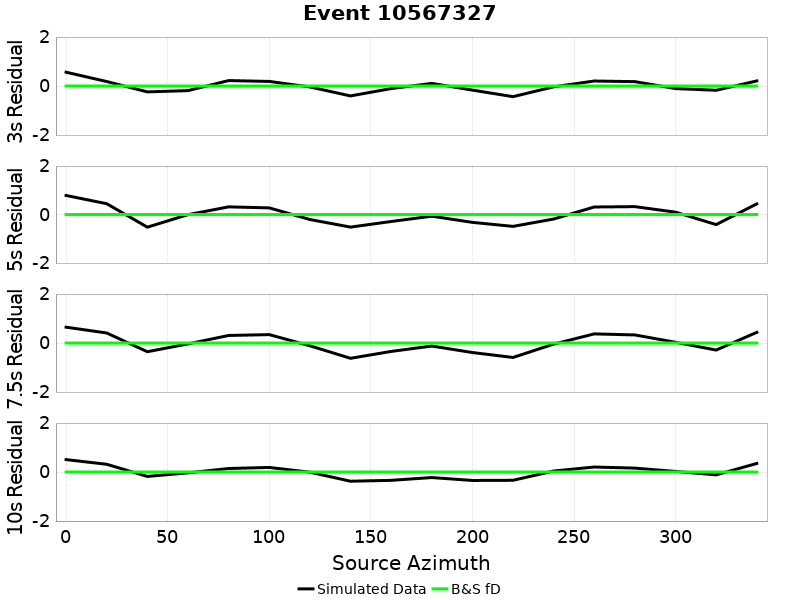 Event 10567327
3s Residual
2
0
-2
5s Residual
2
0
-2
7.5s Residual
2
0
-2
10s Residual
2
0
-2
0 50 100 150 200 250 300
Source Azimuth
Simulated Data B&S fD